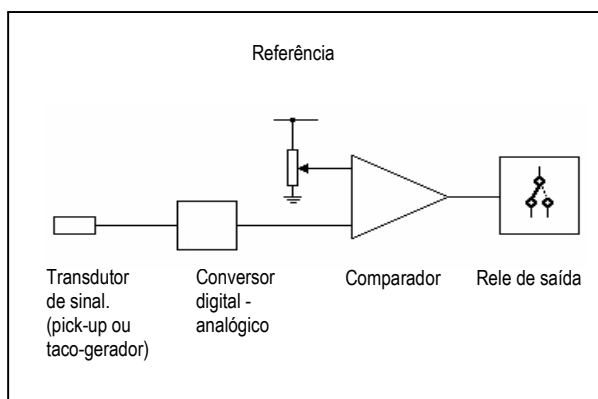 Referência
Transdutor
de sinal.
(pick-up ou
taco-gerador)
Conversor
digital -
analógico
Comparador
Rele de saída